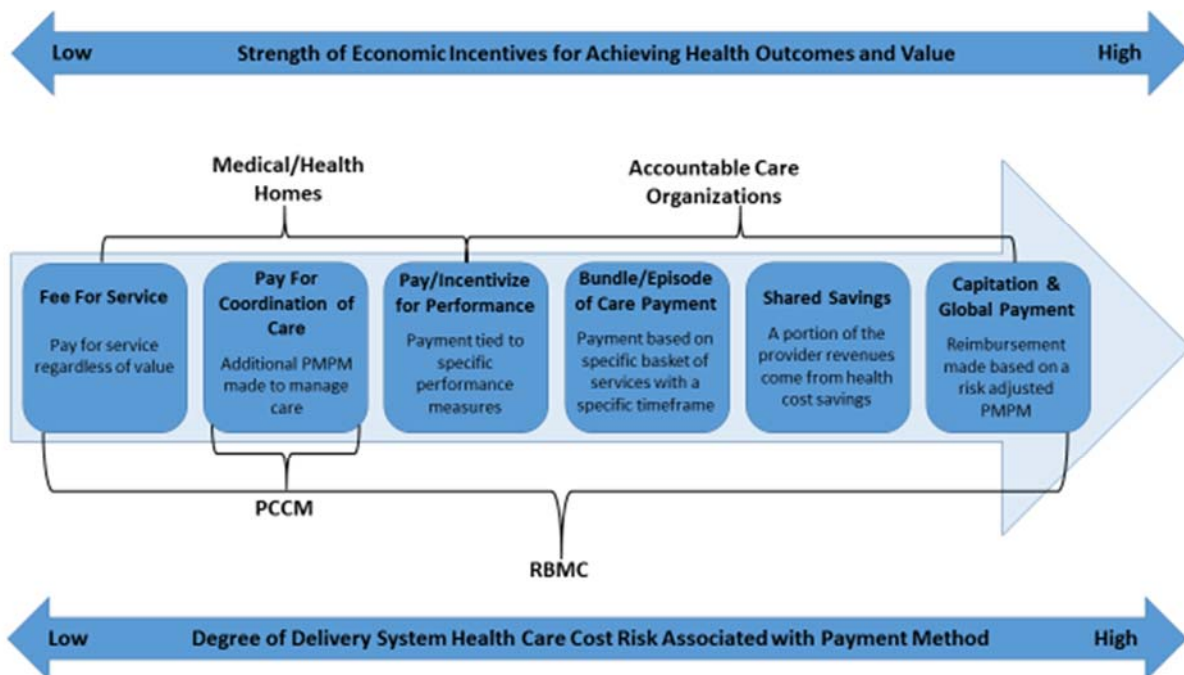 Low Strength of Economic Incentives for Achieving Health Outcomes and Value High
Medical/Health
Homes
Accountable Care
Organizations
Fee For Service
Pay for service
regardless of value
Pay For
Coordination of
Care
Additional PMPM
made to manage
care
Pay/Incentivize
for Performance
Payment tied to
specific
performance
measures
Bundle/Episode
of Care Payment
Payment based on
specific basket of
services with a
specific timeframe
Shared Savings
A portion of the
provider revenues
come from health
cost savings
Capitation &
Global Payment
Reimbursement
made based on a
risk adjusted
PMPM
PCCM
RBMC
Low Degree of Delivery System Health Care Cost Risk Associated with Payment Method High